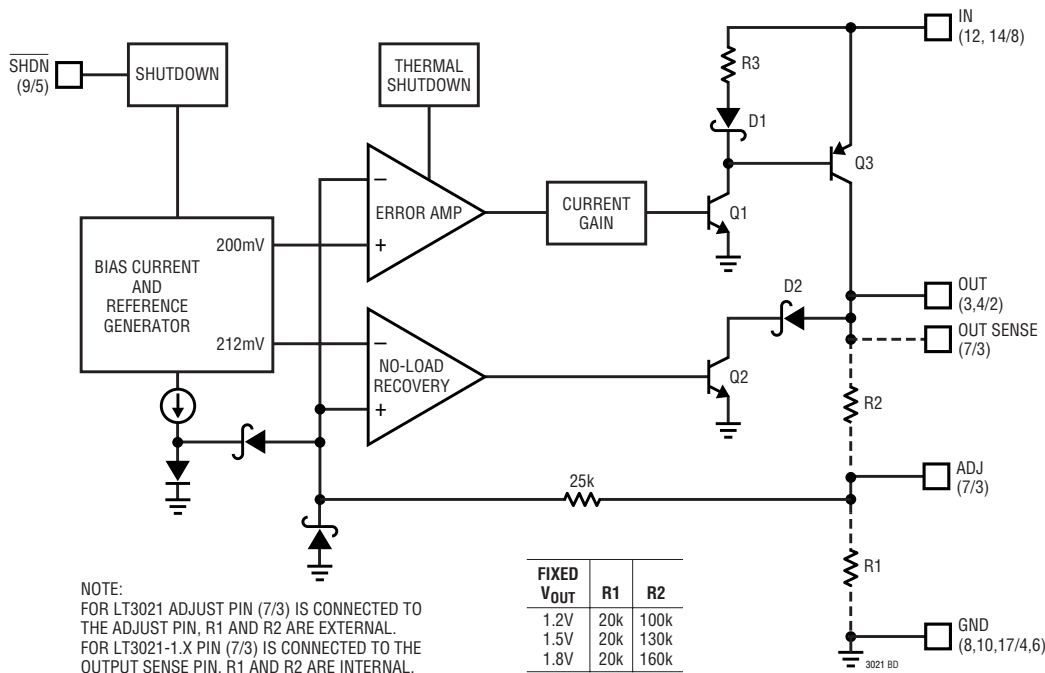 IN
(12, 14/8)
SHDN
(9/5)
SHUTDOWN
THERMAL
SHUTDOWN
R3
D1
Q3
–
ERROR AMP
+
CURRENT
GAIN
Q1
200mV
BIAS CURRENT
AND
REFERENCE
GENERATOR
212mV
D2
OUT
(3,4/2)
OUT SENSE
(7/3)
–
NO-LOAD
RECOVERY
+
Q2
R2
25k
ADJ
(7/3)
R1
NOTE:
FOR LT3021 ADJUST PIN (7/3) IS CONNECTED TO
THE ADJUST PIN, R1 AND R2 ARE EXTERNAL.
FOR LT3021-1.X PIN (7/3) IS CONNECTED TO THE
OUTPUT SENSE PIN, R1 AND R2 ARE INTERNAL.
FIXED
VOUT R1 R2
1.2V 20k 100k
1.5V 20k 130k
1.8V 20k 160k
GND
(8,10,17/4,6)
3021 BD